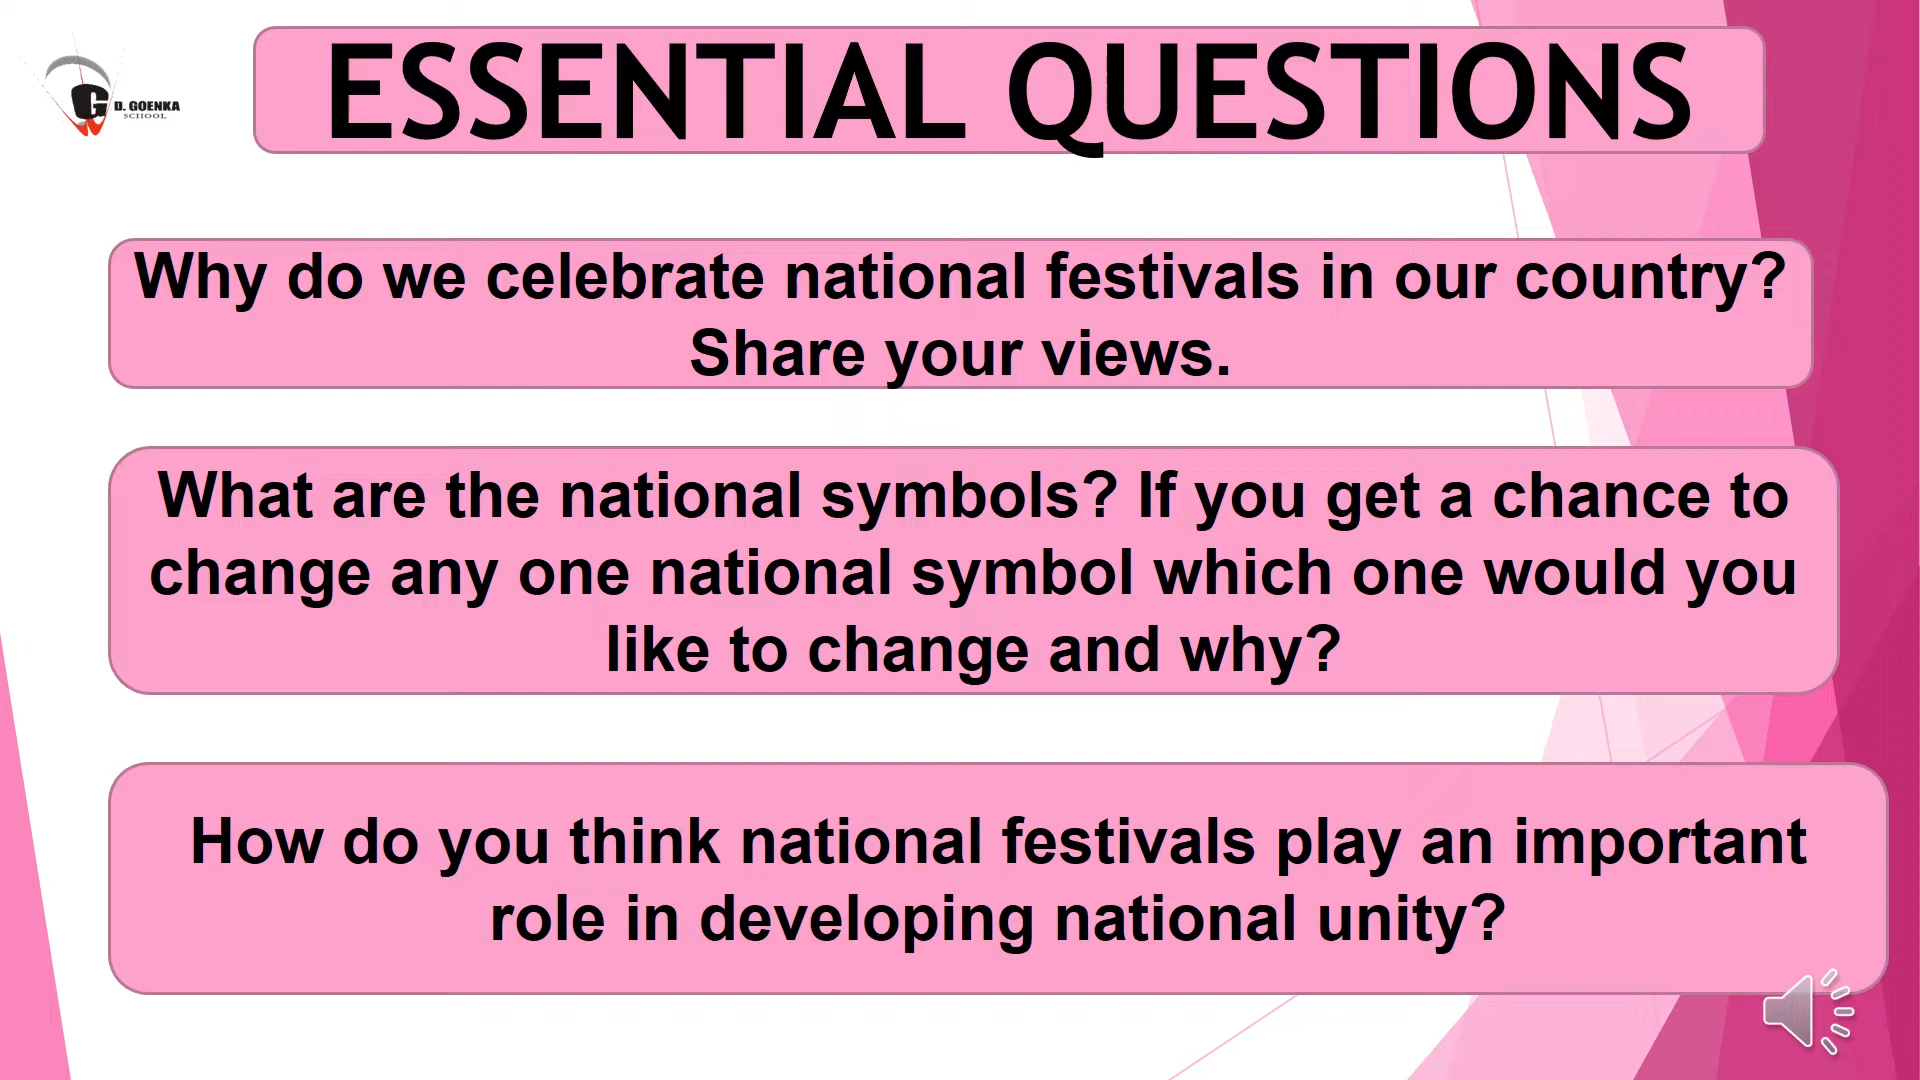 ESSENTIAL QUESTIONS
G D. GOENKA
SCHOOL
Why do we celebrate national festivals in our country?
Share your views.
What are the national symbols? If you get a chance to
change any one national symbol which one would you
like to change and why?
How do you think national festivals play an important
role in developing national unity?